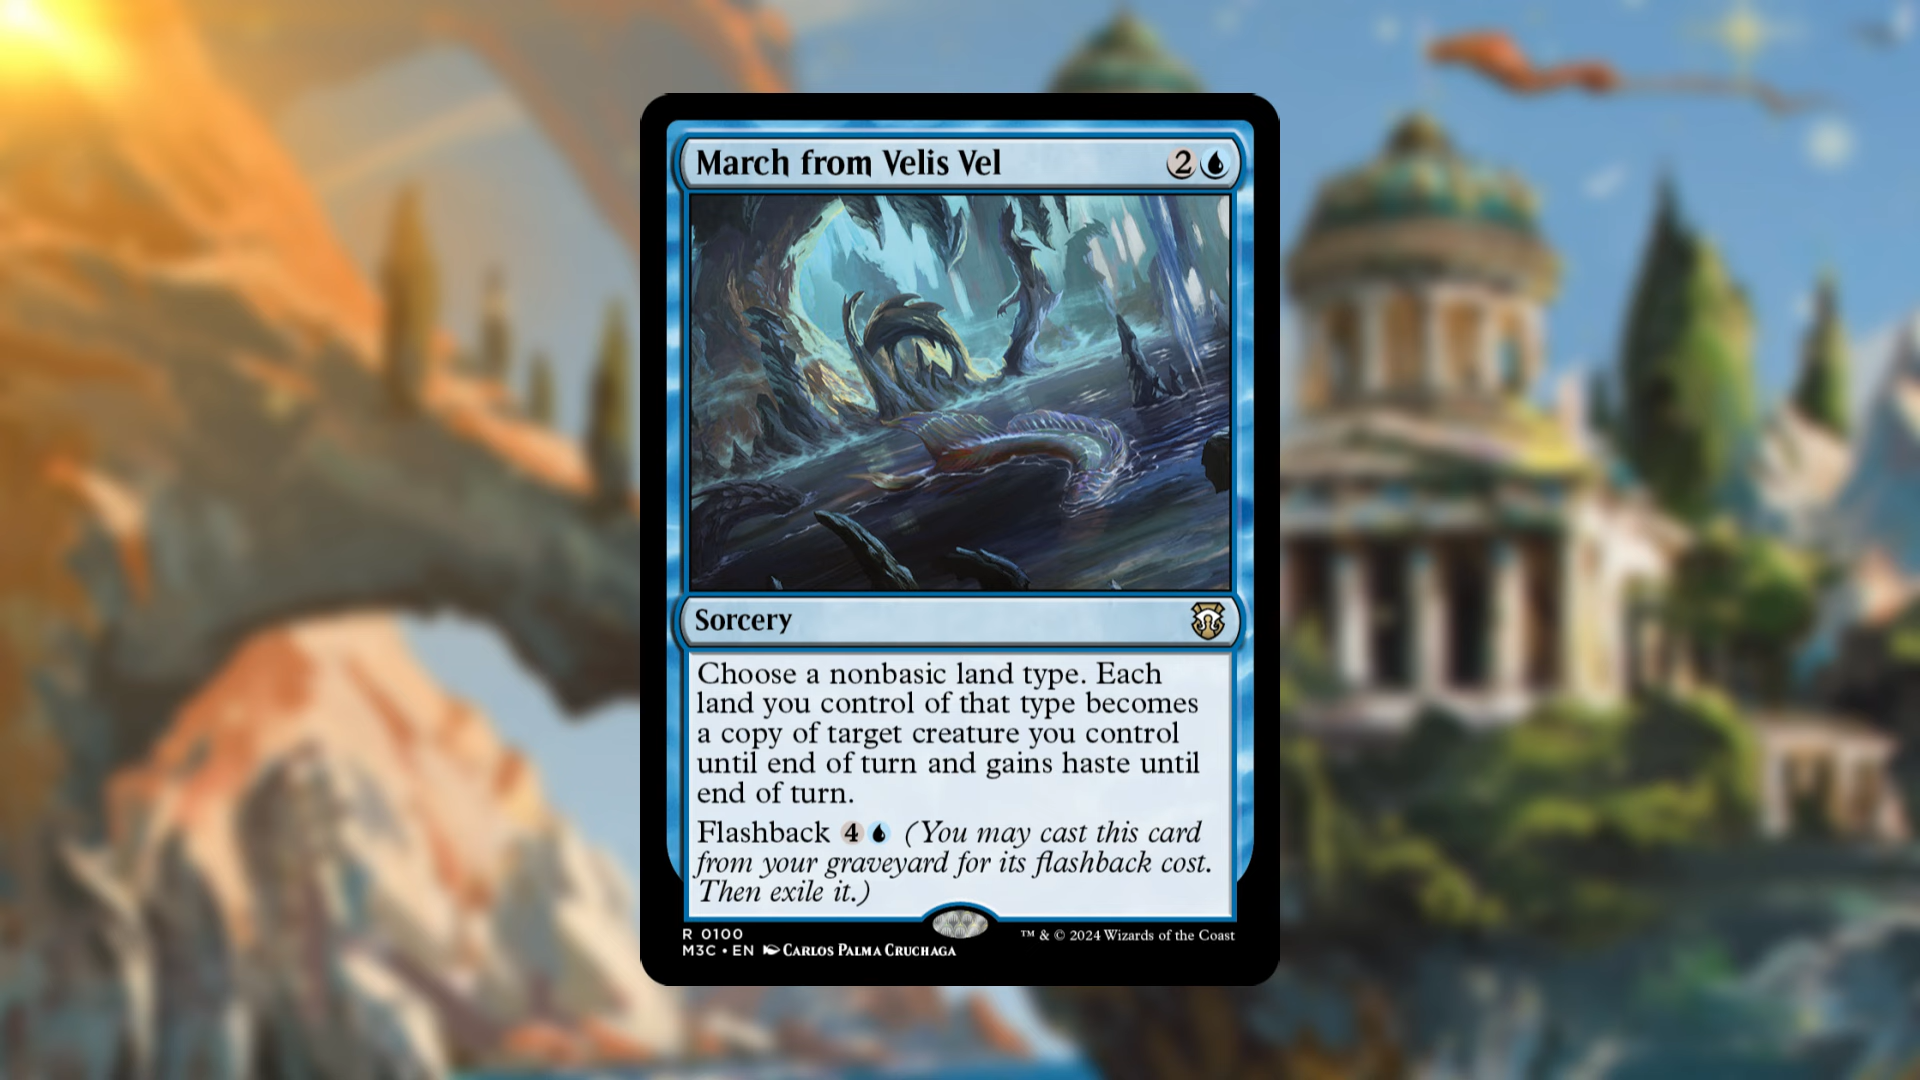 March from Velis Vel 2
Sorcery
Choose a nonbasic land type. Each
land you control of that type becomes
a copy of target creature you control
until end of turn and gains haste until
end of turn.
Flashback 4 (You may cast this card
from your graveyard for its flashback cost.
Then exile it.)
R 0100
M3C • EN Carlos Palma Cruchaga
™ & © 2024 Wizards of the Coast